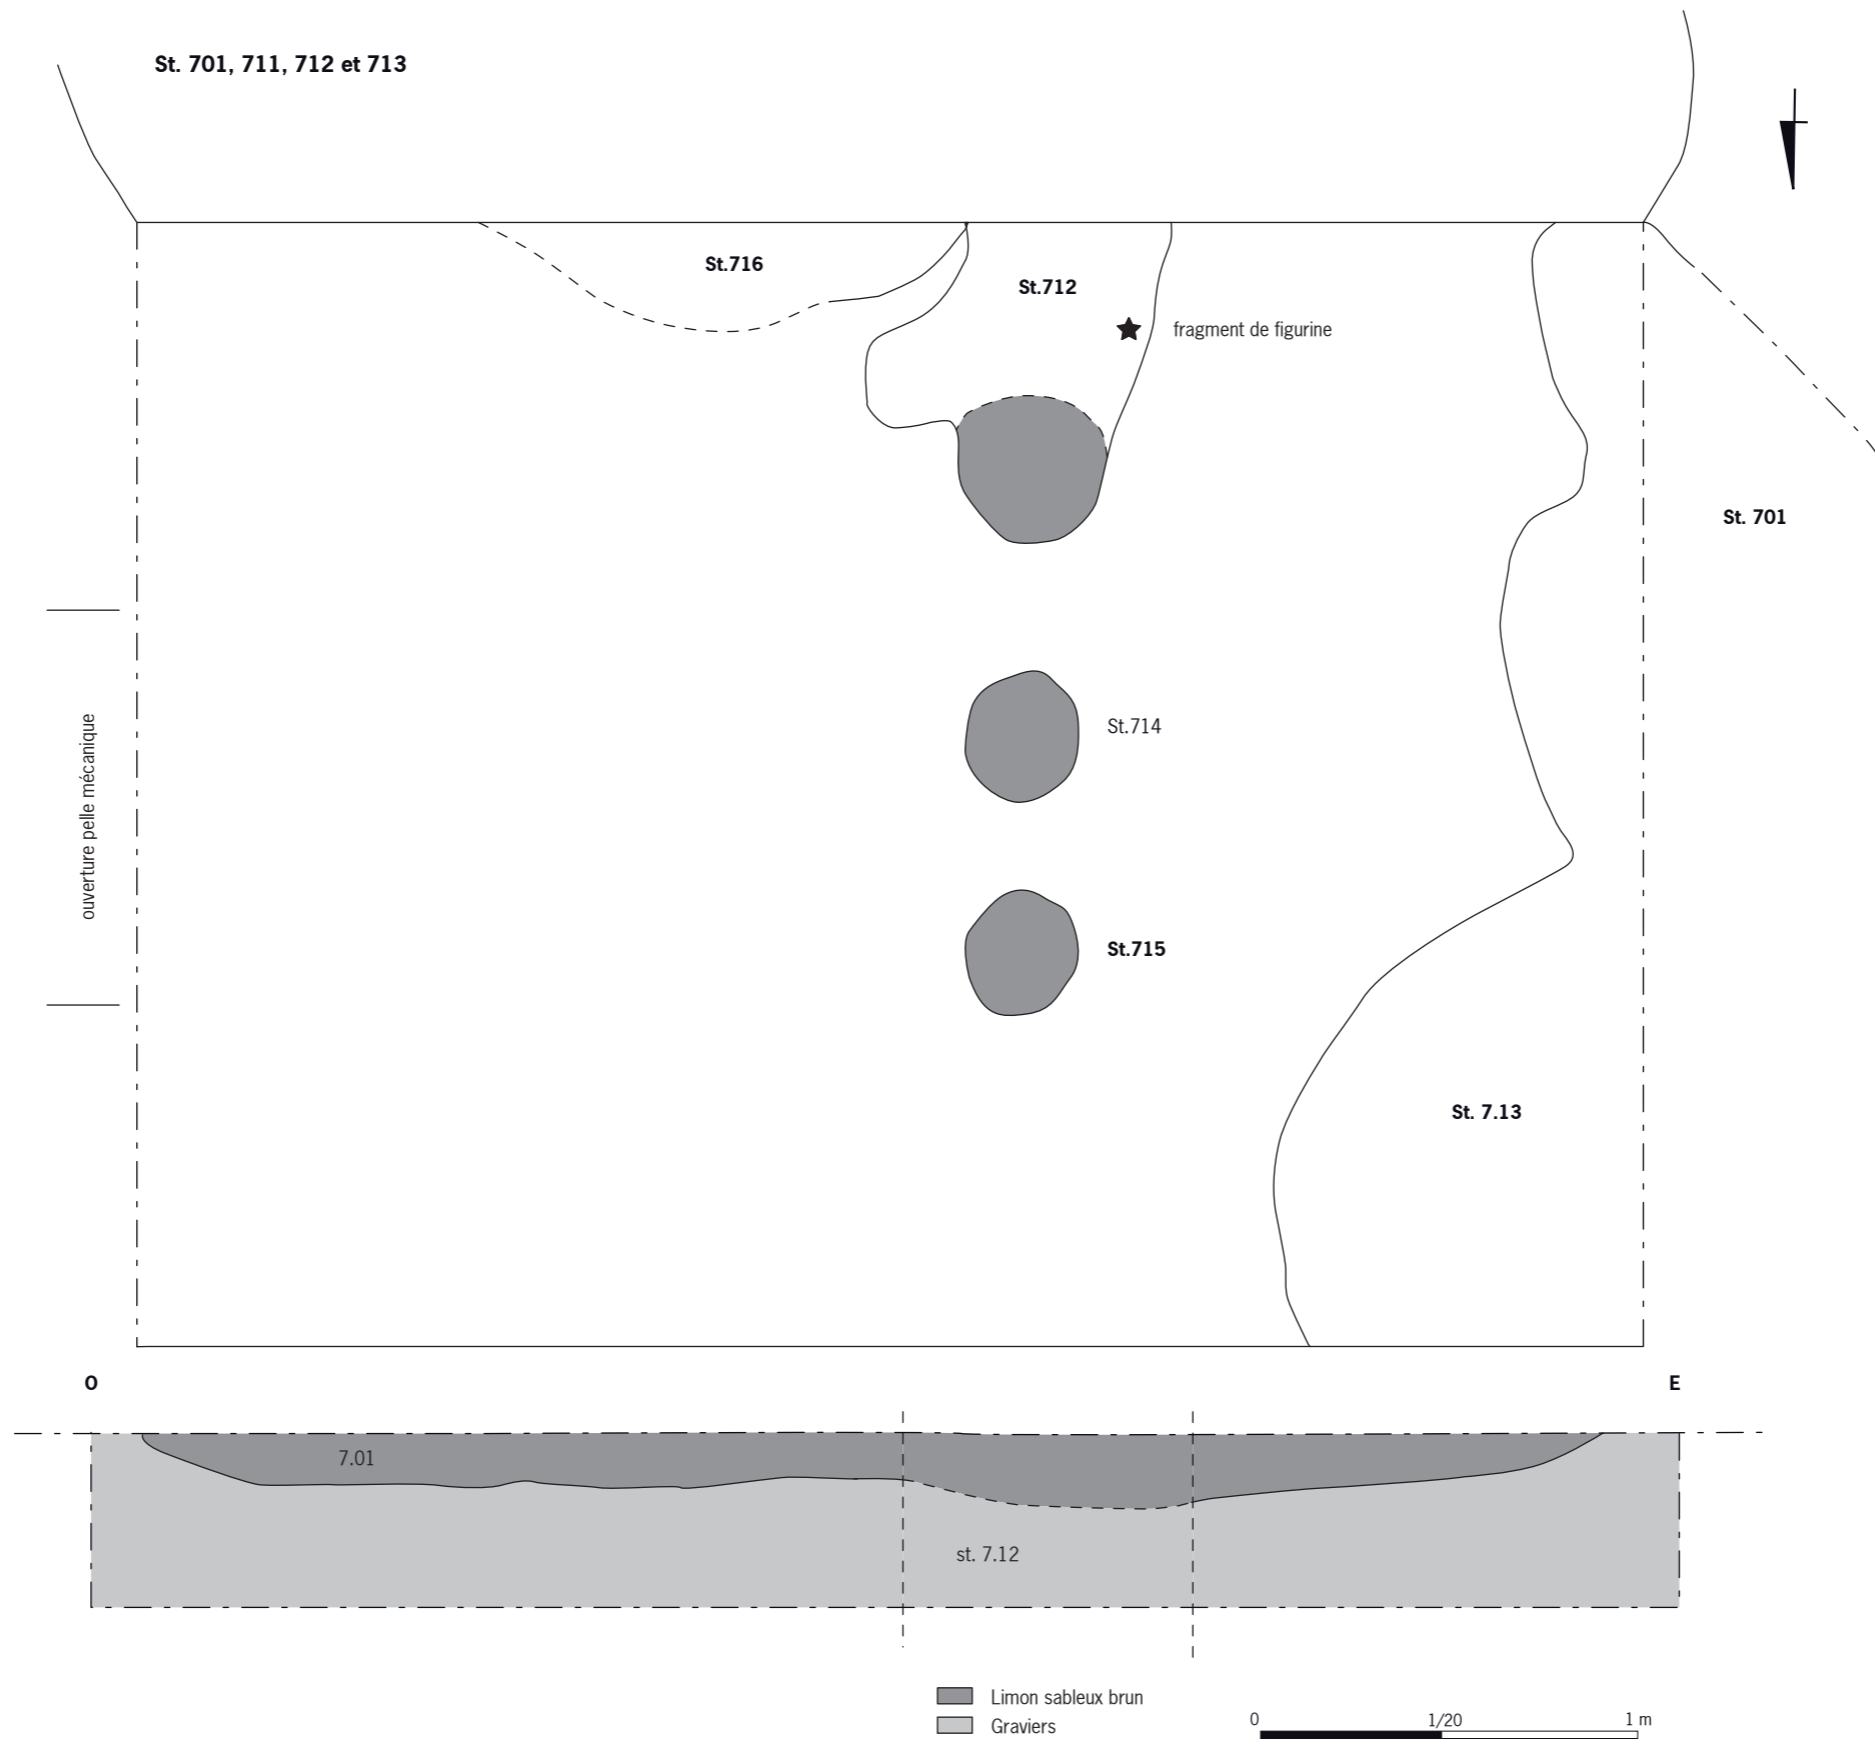 St. 701, 711, 712 et 713
St.716
St.712
fragment de figurine
St. 701
St.714
ouverture pelle mécanique
St.715
St. 7.13
O
E
7.01
st. 7.12
Limon sableux brun
Graviers
0 1/20 1 m